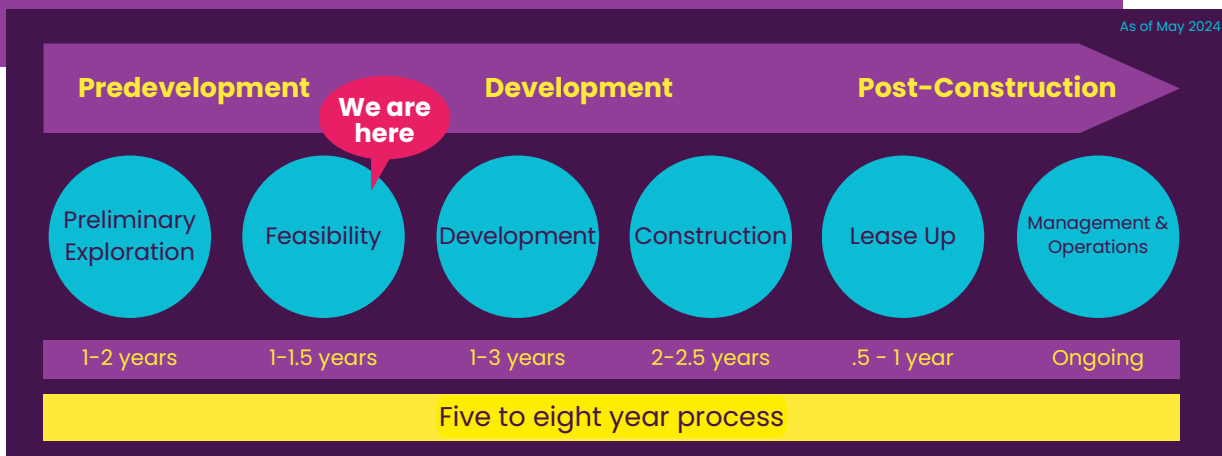 As of May 2024
Predevelopment
Development
Post-Construction
We are
here
Preliminary
Exploration
Feasibility
Development
Construction
Lease Up
Management &
Operations
1-2 years
1-1.5 years
1-3 years
2-2.5 years
.5 - 1 year
Ongoing
Five to eight year process